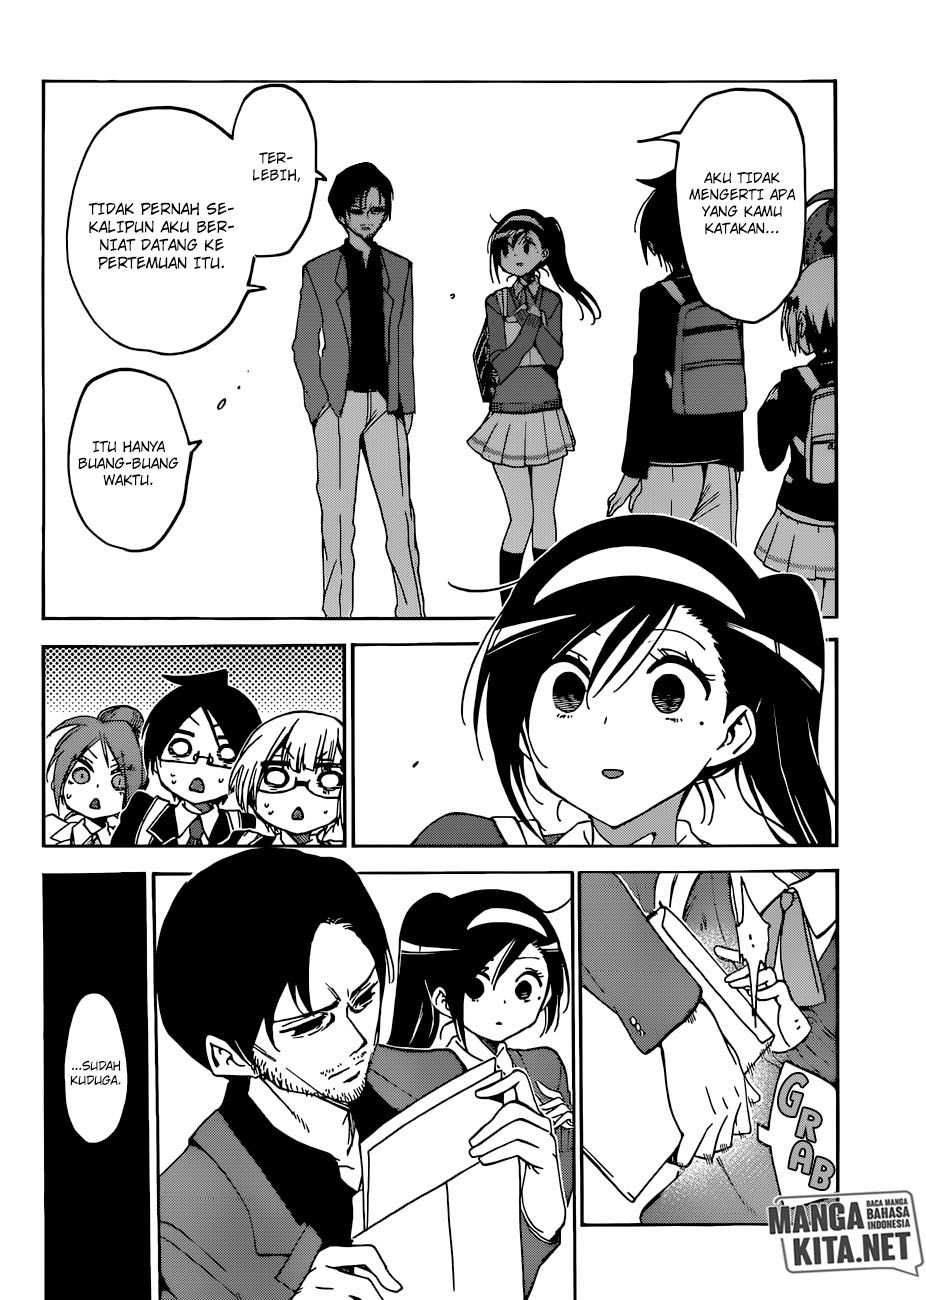 AKU TIDAK
MENGERTI APA
YANG KAMU
KATAKAN...
TER-
LEBIH,
TIDAK PERNAH SE-
KALIPUN AKU BER-
NIAT DATANG KE
PERTEMUAN ITU.
ITU HANYA
BUANG-BUANG
WAKTU.
GRAB
...SUDAH
KUDUGA.
MANGA
BACA MANGA
BAHASA
INDONESIA
KITA.NET